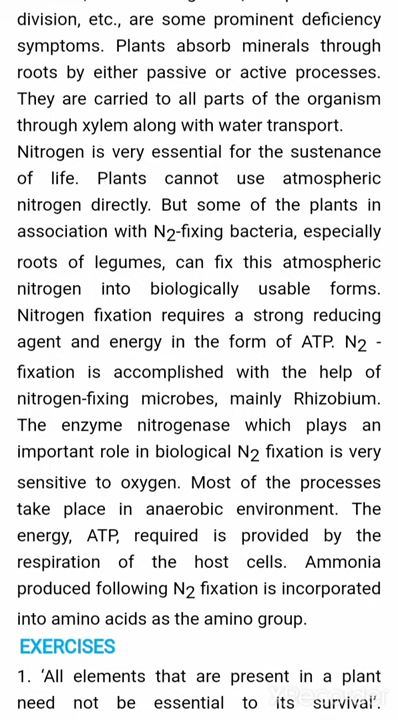 division, etc., are some prominent deficiency
symptoms. Plants absorb minerals through
roots by either passive or active processes.
They are carried to all parts of the organism
through xylem along with water transport.
Nitrogen is very essential for the sustenance
of life. Plants cannot use atmospheric
nitrogen directly. But some of the plants in
association with N2-fixing bacteria, especially
roots of legumes, can fix this atmospheric
nitrogen into biologically usable forms.
Nitrogen fixation requires a strong reducing
agent and energy in the form of ATP. N2 -
fixation is accomplished with the help of
nitrogen-fixing microbes, mainly Rhizobium.
The enzyme nitrogenase which plays an
important role in biological N2 fixation is very
sensitive to oxygen. Most of the processes
take place in anaerobic environment. The
energy, ATP, required is provided by the
respiration of the host cells. Ammonia
produced following N2 fixation is incorporated
into amino acids as the amino group.
EXERCISES
1. ‘All elements that are present in a plant
need not be essential to its survival’.